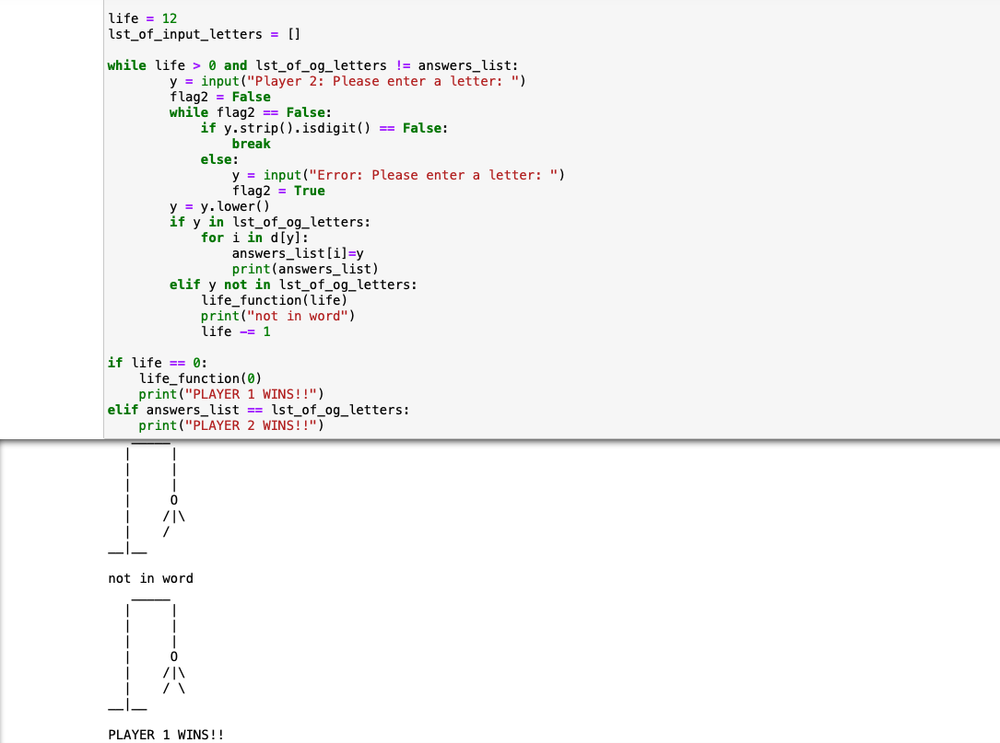 life = 12
lst_of_input_letters = []

while life > 0 and lst_of_og_letters != answers_list:
        y = input("Player 2: Please enter a letter: ")
        flag2 = False
        while flag2 == False:
            if y.strip().isdigit() == False:
                break
            else:
                y = input("Error: Please enter a letter: ")
                flag2 = True
        y = y.lower()
        if y in lst_of_og_letters:
            for i in d[y]:
                answers_list[i]=y
                print(answers_list)
        elif y not in lst_of_og_letters:
            life_function(life)
            print("not in word")
            life -= 1

if life == 0:
    life_function(0)
    print("PLAYER 1 WINS!!")
elif answers_list == lst_of_og_letters:
    print("PLAYER 2 WINS!!")
   _____
  |     |
  |     |
  |     |
  |     O
  |    /|\
  |    /
__|__

not in word
   _____
  |     |
  |     |
  |     |
  |     O
  |    /|\
  |    / \
__|__

PLAYER 1 WINS!!